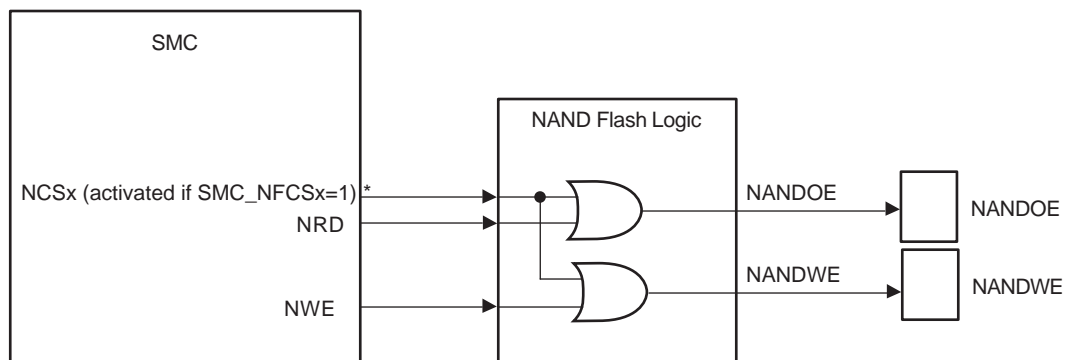 SMC
NAND Flash Logic
NCSx (activated if SMC_NFCSx=1) *
NANDOE
NANDOE
NRD
NANDWE
NANDWE
NWE